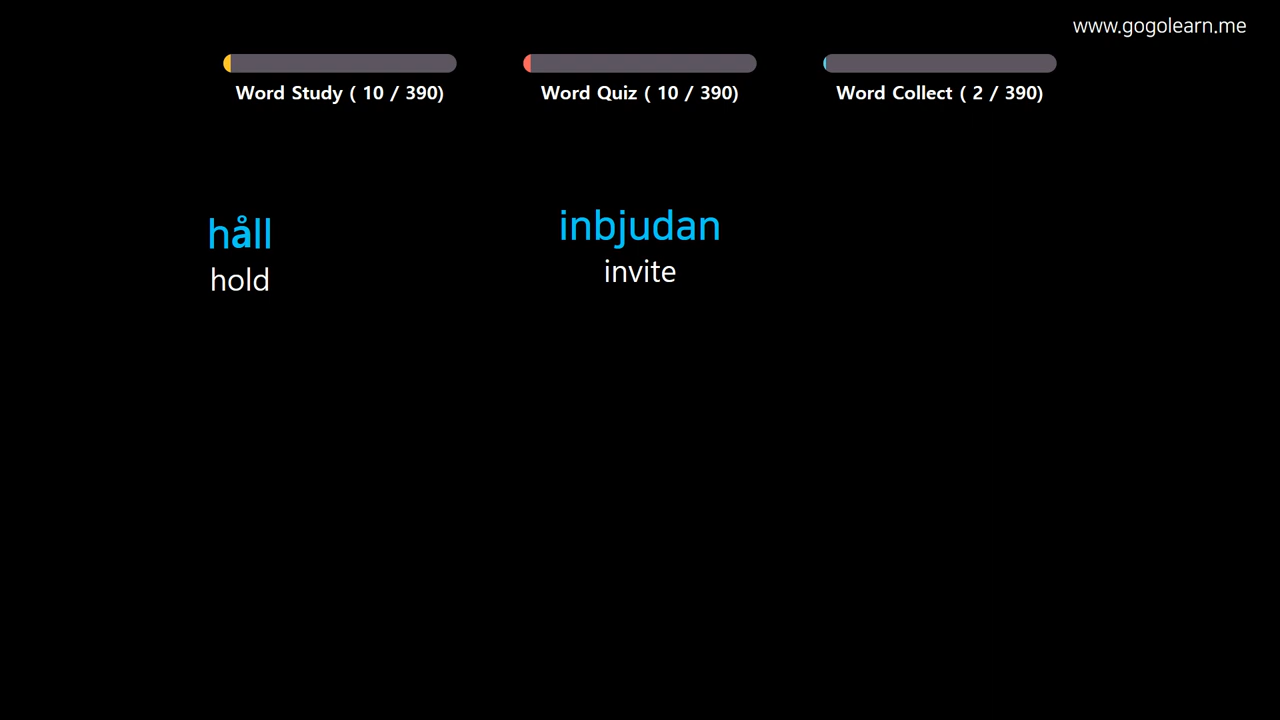 www.gogolearn.me
Word Study ( 10 / 390)
Word Quiz ( 10 / 390)
Word Collect ( 2 / 390)
håll
hold
inbjudan
invite